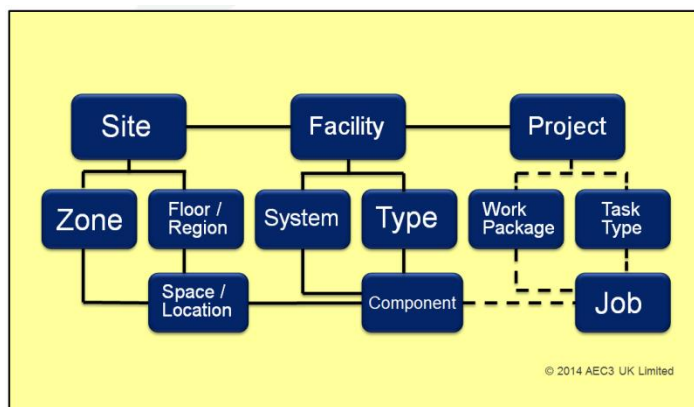 Site
Facility
Project
Zone
Floor /
Region
System
Type
Work
Package
Task
Type
Space /
Location
Component
Job
© 2014 AEC3 UK Limited